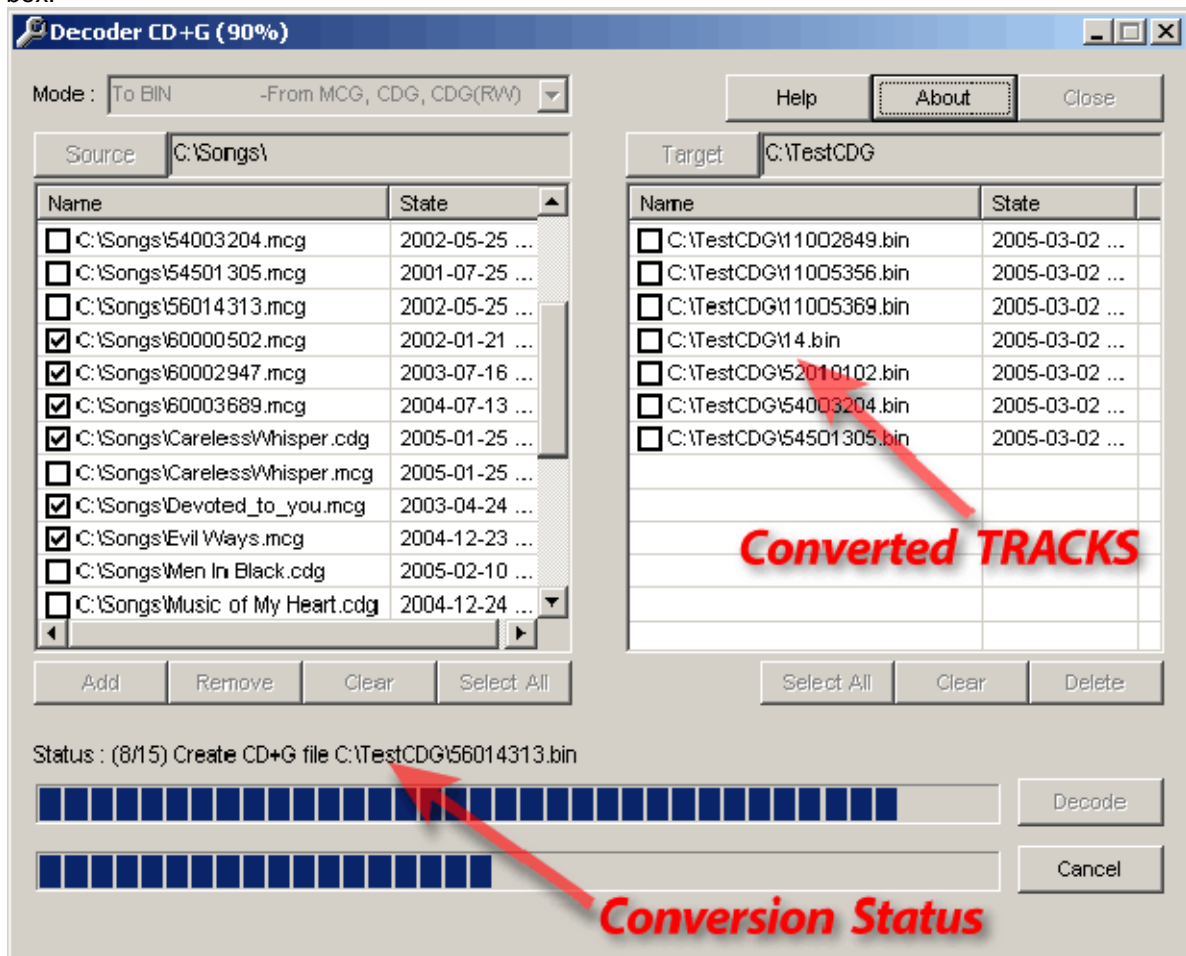 box.
Decoder CD+G (90%)
Mode : To BIN -From MCG, CDG, CDG(RW)
Help About Close
Source C:\Songs\
Target C:\TestCDG
Name State
C:\Songs\54003204.mcg 2002-05-25 ...
C:\Songs\54501305.mcg 2001-07-25 ...
C:\Songs\56014313.mcg 2002-05-25 ...
C:\Songs\60000502.mcg 2002-01-21 ...
C:\Songs\60002947.mcg 2003-07-16 ...
C:\Songs\60003689.mcg 2004-07-13 ...
C:\Songs\CarelessWhisper.cdg 2005-01-25 ...
C:\Songs\CarelessWhisper.mcg 2005-01-25 ...
C:\Songs\Devoted_to_you.mcg 2003-04-24 ...
C:\Songs\Evil Ways.mcg 2004-12-23 ...
C:\Songs\Men In Black.cdg 2005-02-10 ...
C:\Songs\Music of My Heart.cdg 2004-12-24 ...
Add Remove Clear Select All
Name State
C:\TestCDG\11002849.bin 2005-03-02 ...
C:\TestCDG\11005356.bin 2005-03-02 ...
C:\TestCDG\11005369.bin 2005-03-02 ...
C:\TestCDG\14.bin 2005-03-02 ...
C:\TestCDG\52010102.bin 2005-03-02 ...
C:\TestCDG\54003204.bin 2005-03-02 ...
C:\TestCDG\54501305.bin 2005-03-02 ...
Converted TRACKS
Select All Clear Delete
Status : (8/15) Create CD+G file C:\TestCDG\56014313.bin
Decode
Cancel
Conversion Status